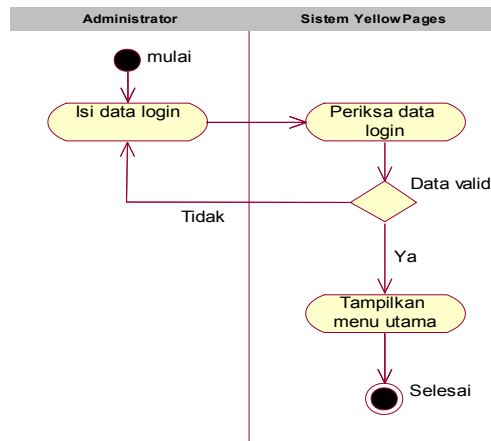 Administrator
Sistem YellowPages
mulai
Isi data login
Periksa data
login
Data valid
Tidak
Ya
Tampilkan
menu utama
Selesai